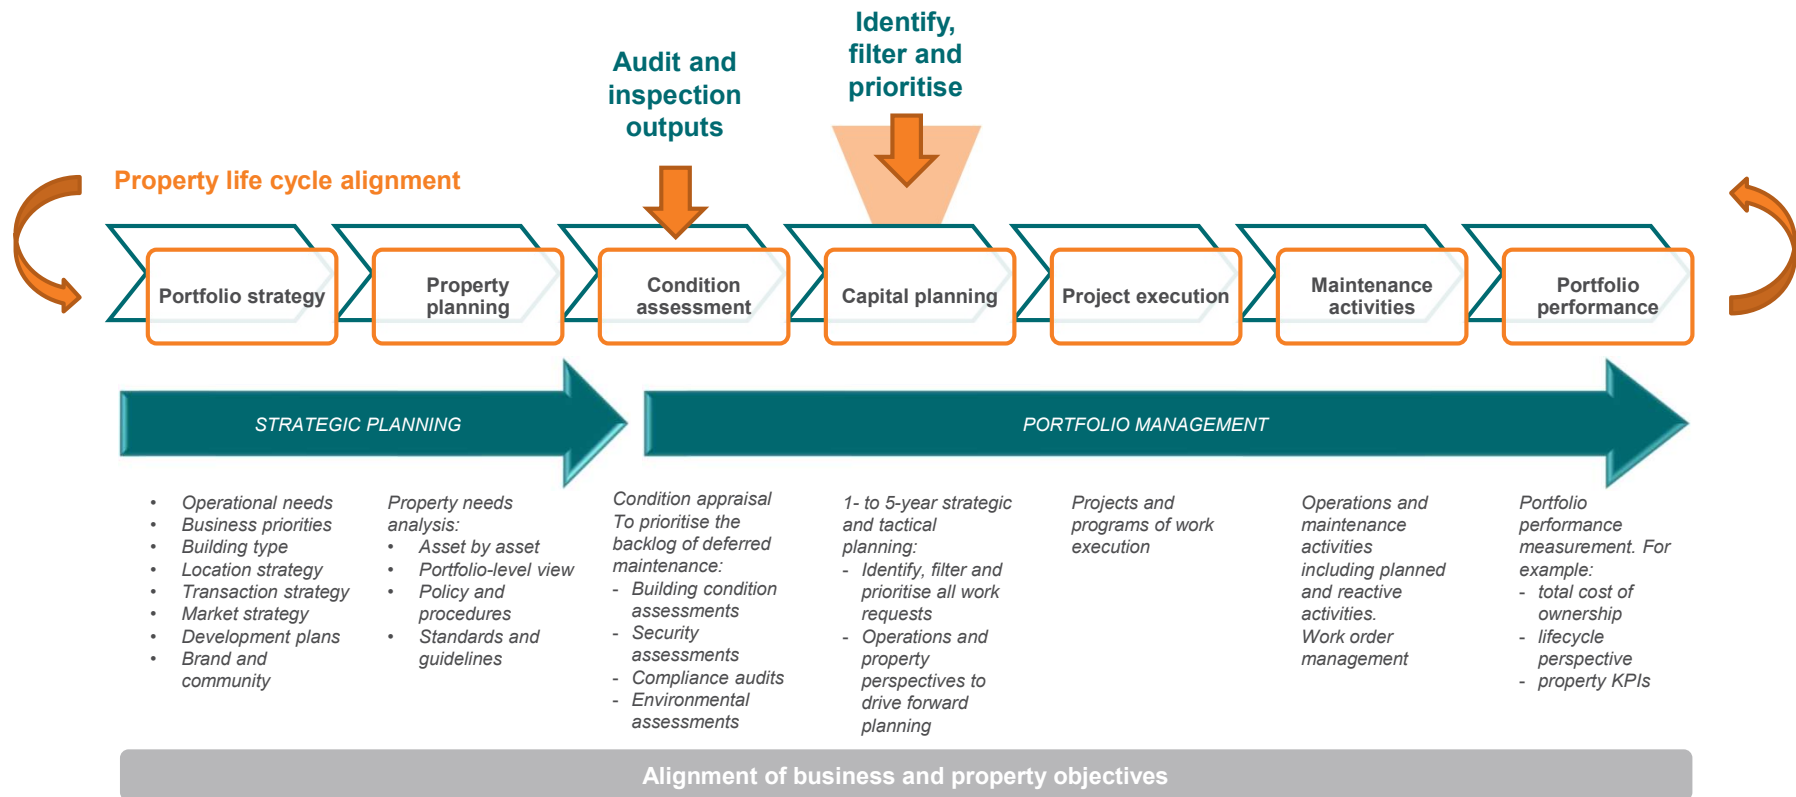 Identify,
filter and
prioritise
Audit and
inspection
outputs
Property life cycle alignment
Portfolio strategy
Property
planning
Condition
assessment
Capital planning
Project execution
Maintenance
activities
Portfolio
performance
STRATEGIC PLANNING
PORTFOLIO MANAGEMENT
• Operational needs
• Business priorities
• Building type
• Location strategy
• Transaction strategy
• Market strategy
• Development plans
• Brand and
community
Property needs
analysis:
• Asset by asset
• Portfolio-level view
• Policy and
procedures
• Standards and
guidelines
Condition appraisal
To prioritise the
backlog of deferred
maintenance:
- Building condition
assessments
- Security
assessments
- Compliance audits
- Environmental
assessments
1- to 5-year strategic
and tactical
planning:
- Identify, filter and
prioritise all work
requests
- Operations and
property
perspectives to
drive forward
planning
Projects and
programs of work
execution
Operations and
maintenance
activities
including planned
and reactive
activities.
Work order
management
Portfolio
performance
measurement. For
example:
- total cost of
ownership
- lifecycle
perspective
- property KPIs
Alignment of business and property objectives